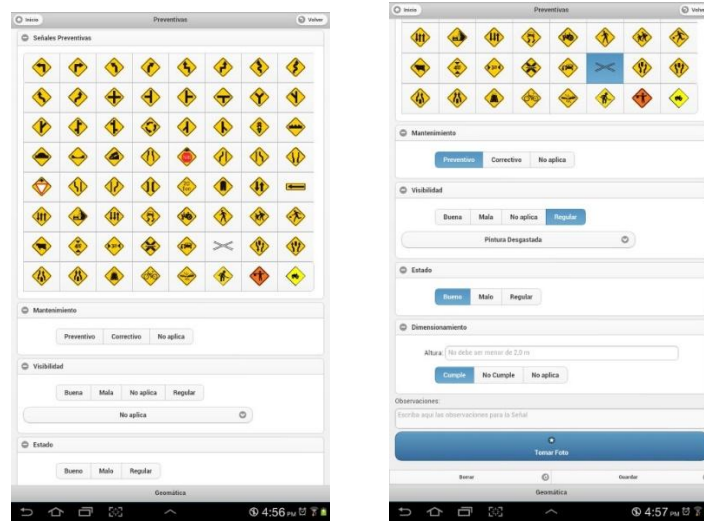 Inicio
Preventivas
Volver
Señales Preventivas
Mantenimiento
Preventivo
Correctivo
No aplica
Visibilidad
Buena
Mala
No aplica
Regular
No aplica
Estado
Bueno
Malo
Regular
Geomática
4:56 PM
Inicio
Preventivas
Volver
Mantenimiento
Preventivo
Correctivo
No aplica
Visibilidad
Buena
Mala
No aplica
Regular
Pintura Desgastada
Estado
Bueno
Malo
Regular
Dimensionamiento
Altura: No debe ser menor de 2,0 m
Cumple
No Cumple
No aplica
Observaciones:
Escriba aqui las observaciones para la Señal
Tomar Foto
Borrar
Guardar
Geomática
4:57 PM